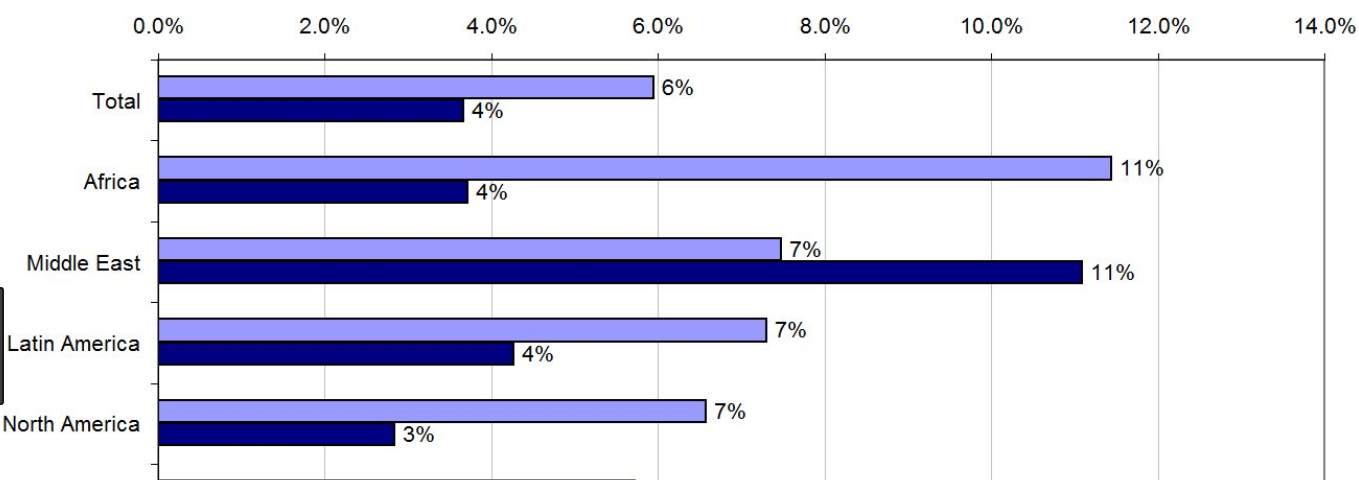 0.0% 2.0% 4.0% 6.0% 8.0% 10.0% 12.0% 14.0%
6%
Total
4%
11%
Africa
4%
7%
Middle East
11%
7%
Latin America
4%
7%
North America
3%